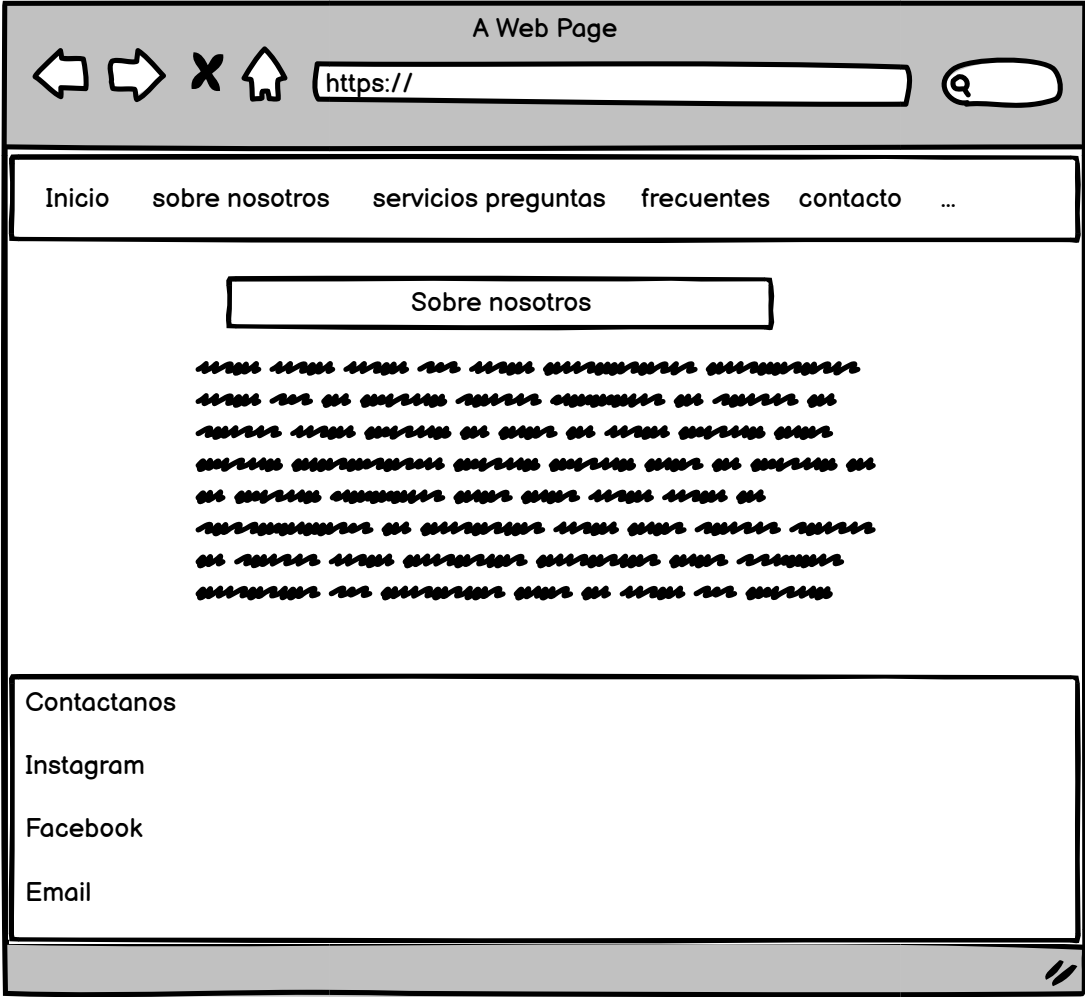 A Web Page
https://
Inicio sobre nosotros servicios preguntas frecuentes contacto ...
Sobre nosotros
Contactanos
Instagram
Facebook
Email